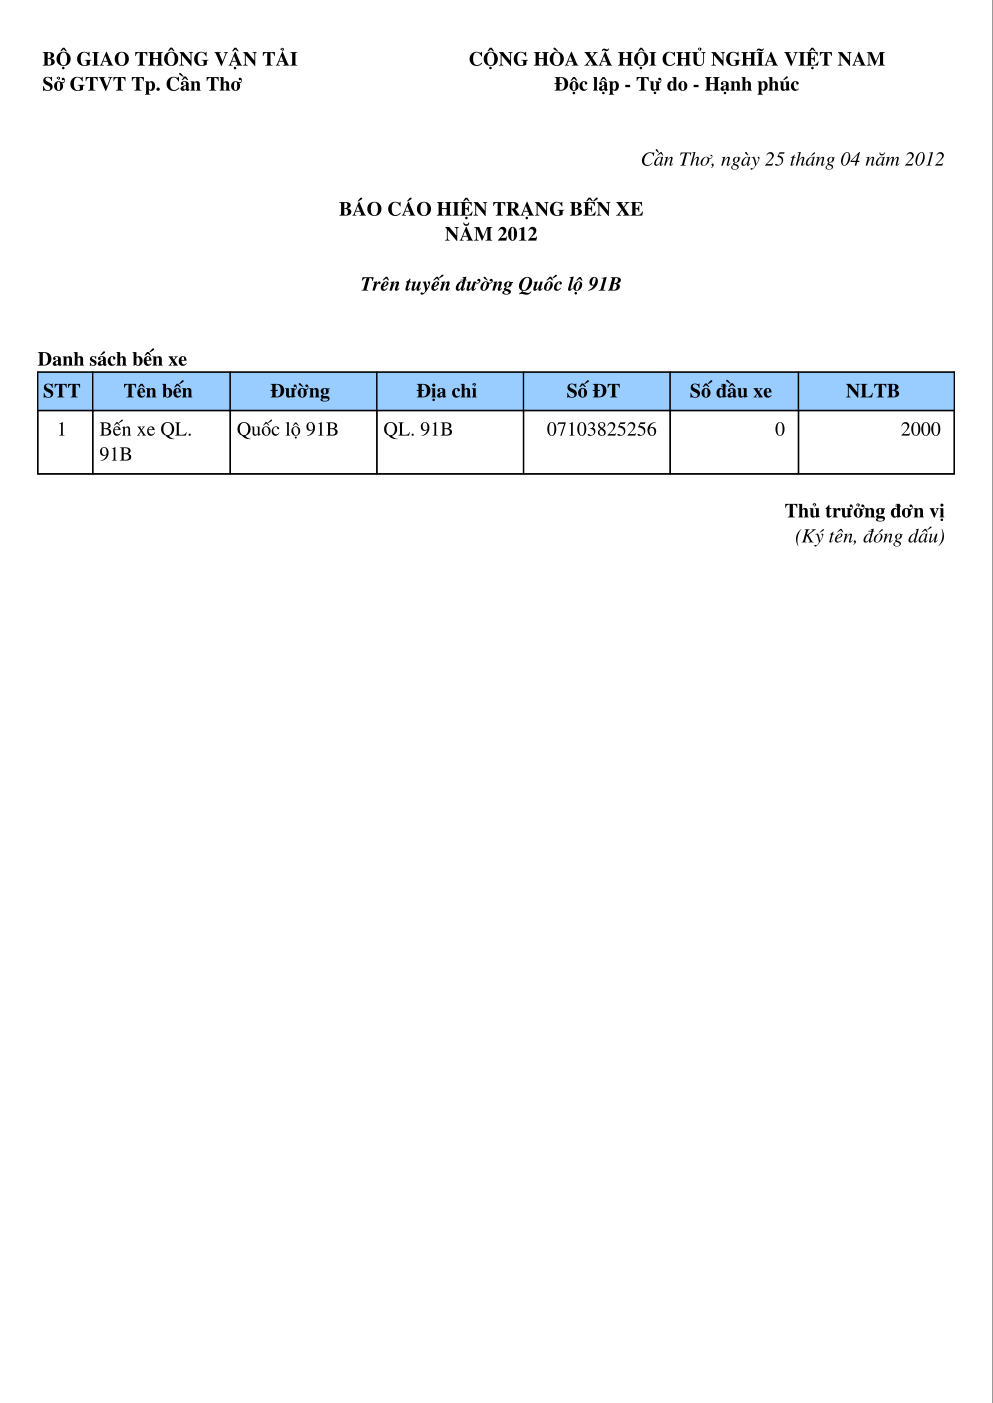 BỘ GIAO THÔNG VẬN TẢI
Sở GTVT Tp. Cần Thơ
CỘNG HÒA XÃ HỘI CHỦ NGHĨA VIỆT NAM
Độc lập - Tự do - Hạnh phúc
Cần Thơ, ngày 25 tháng 04 năm 2012
BÁO CÁO HIỆN TRẠNG BẾN XE
NĂM 2012
Trên tuyến đường Quốc lộ 91B
Danh sách bến xe
STT Tên bến Đường Địa chỉ Số ĐT Số đầu xe NLTB
1 Bến xe QL. Quốc lộ 91B QL. 91B 07103825256 0 2000
91B
Thủ trưởng đơn vị
(Ký tên, đóng dấu)